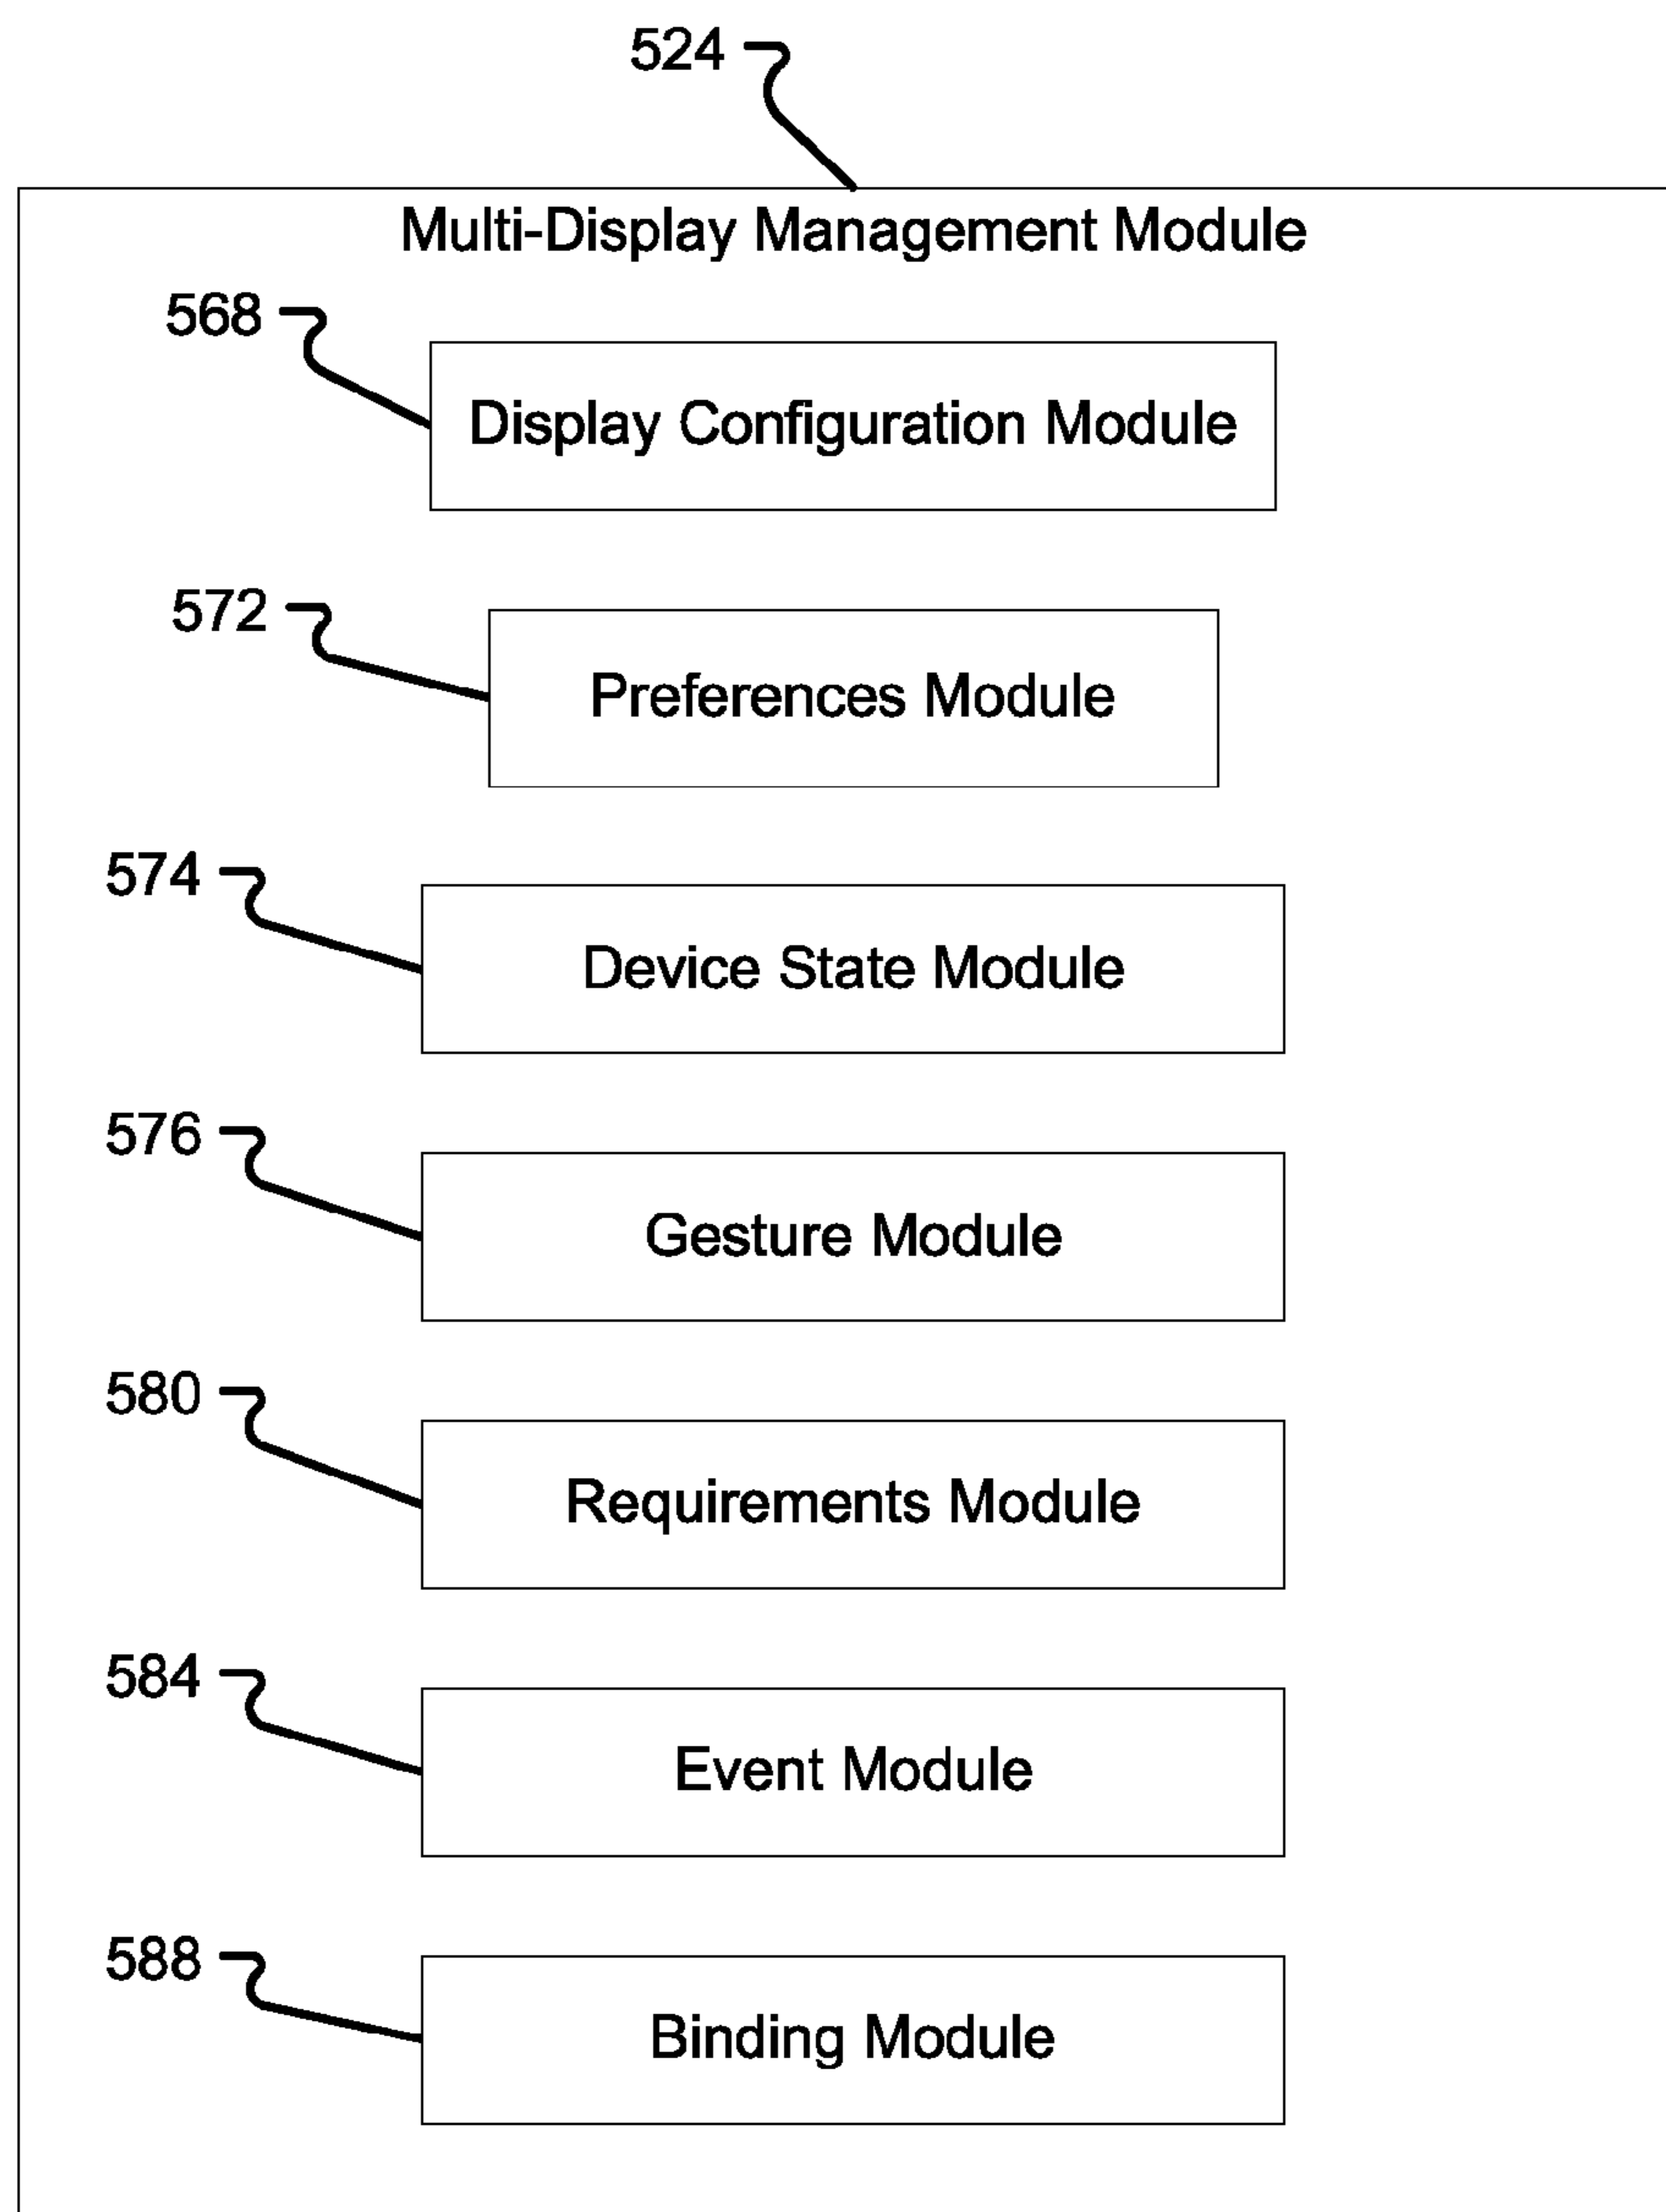 524
Multi-Display Management Module
568
Display Configuration Module
572
Preferences Module
574
Device State Module
576
Gesture Module
580
Requirements Module
584
Event Module
588
Binding Module